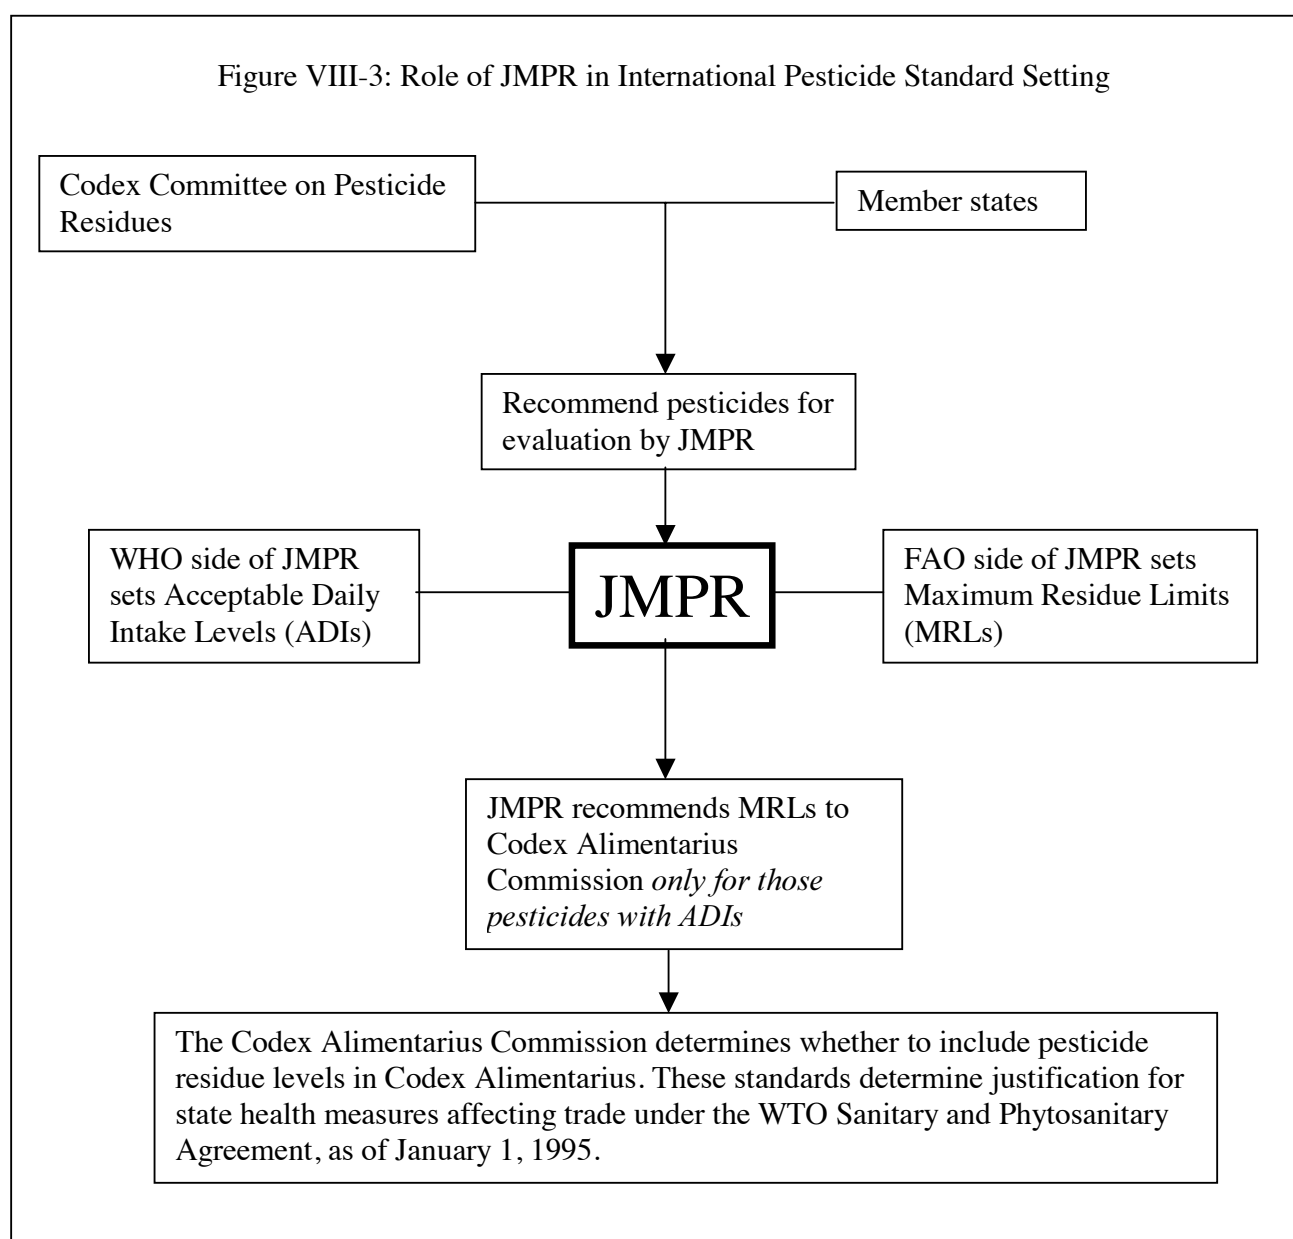 Figure VIII-3: Role of JMPR in International Pesticide Standard Setting
Codex Committee on Pesticide
Residues
Member states
Recommend pesticides for
evaluation by JMPR
WHO side of JMPR
sets Acceptable Daily
Intake Levels (ADIs)
JMPR
FAO side of JMPR sets
Maximum Residue Limits
(MRLs)
JMPR recommends MRLs to
Codex Alimentarius
Commission only for those
pesticides with ADIs
The Codex Alimentarius Commission determines whether to include pesticide
residue levels in Codex Alimentarius. These standards determine justification for
state health measures affecting trade under the WTO Sanitary and Phytosanitary
Agreement, as of January 1, 1995.